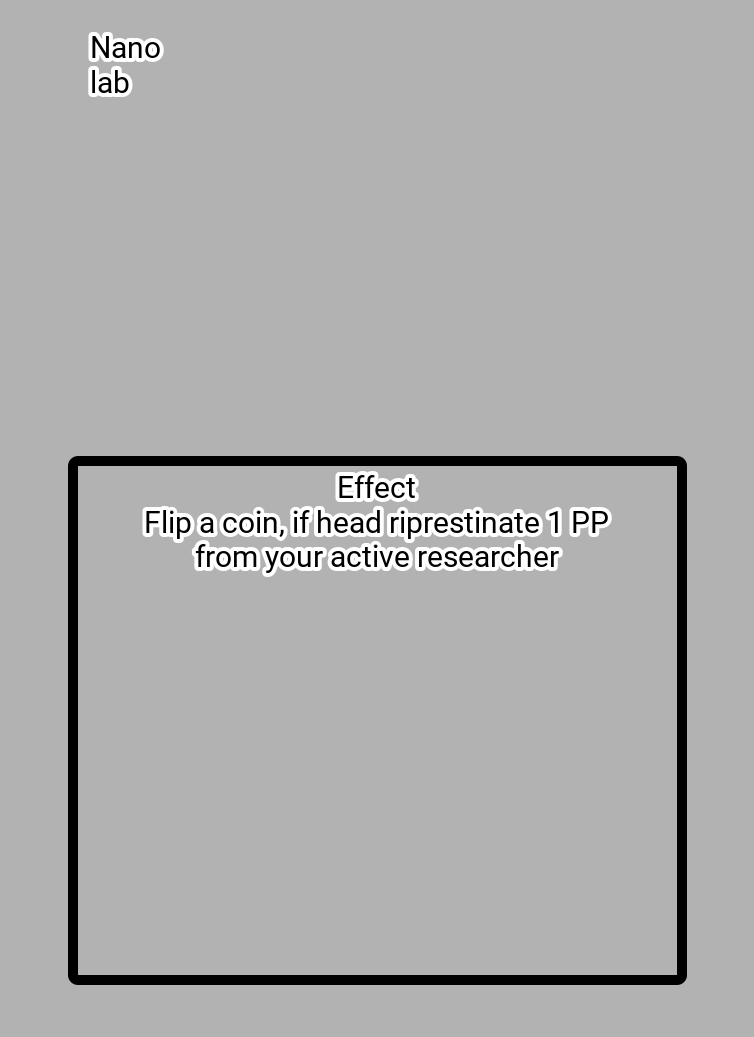 Nano
lab
Effect
Flip a coin, if head riprestinate 1 PP
from your active researcher